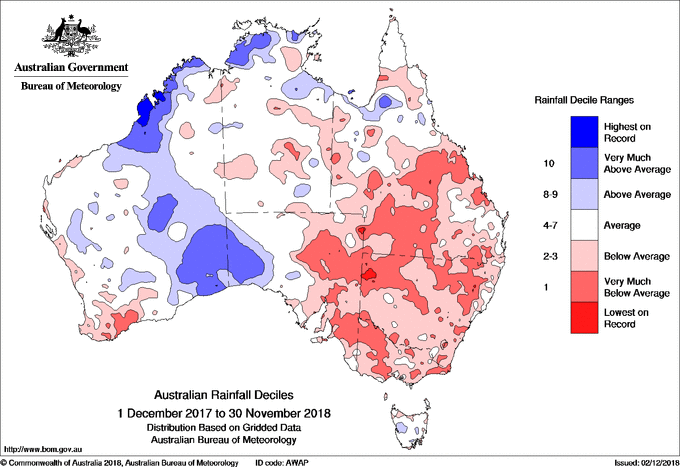 Australian Government
Bureau of Meteorology
Rainfall Decile Ranges
Highest on
Record
10 Very Much
Above Average
8-9 Above Average
4-7 Average
2-3 Below Average
1 Very Much
Below Average
Lowest on
Record
Australian Rainfall Deciles
1 December 2017 to 30 November 2018
Distribution Based on Gridded Data
Australian Bureau of Meteorology
http://www.bom.gov.au
© Commonwealth of Australia 2018, Australian Bureau of Meteorology ID code: AWAP Issued: 02/12/2018